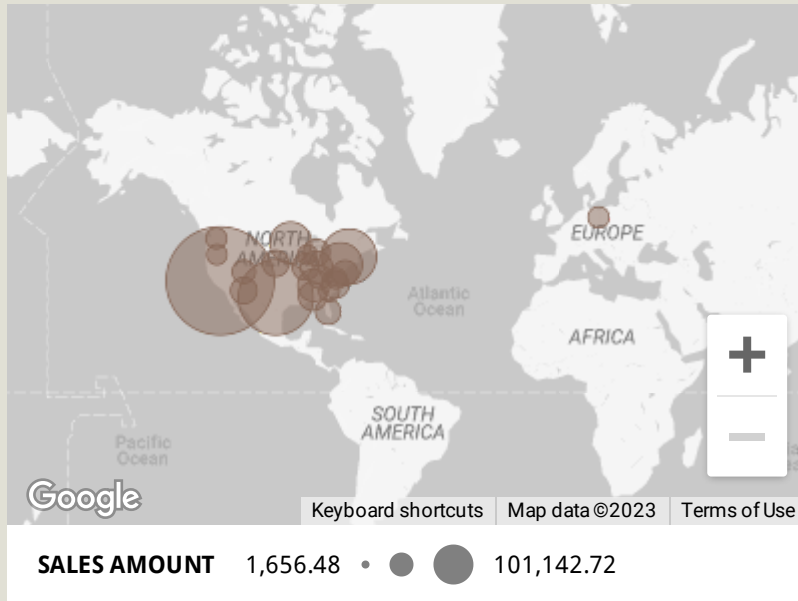 NORTH
AMERICA
EUROPE
Atlantic
Ocean
AFRICA
SOUTH
AMERICA
Pacific
Ocean
Google
Keyboard shortcuts Map data ©2023 Terms of Use
SALES AMOUNT 1,656.48 101,142.72